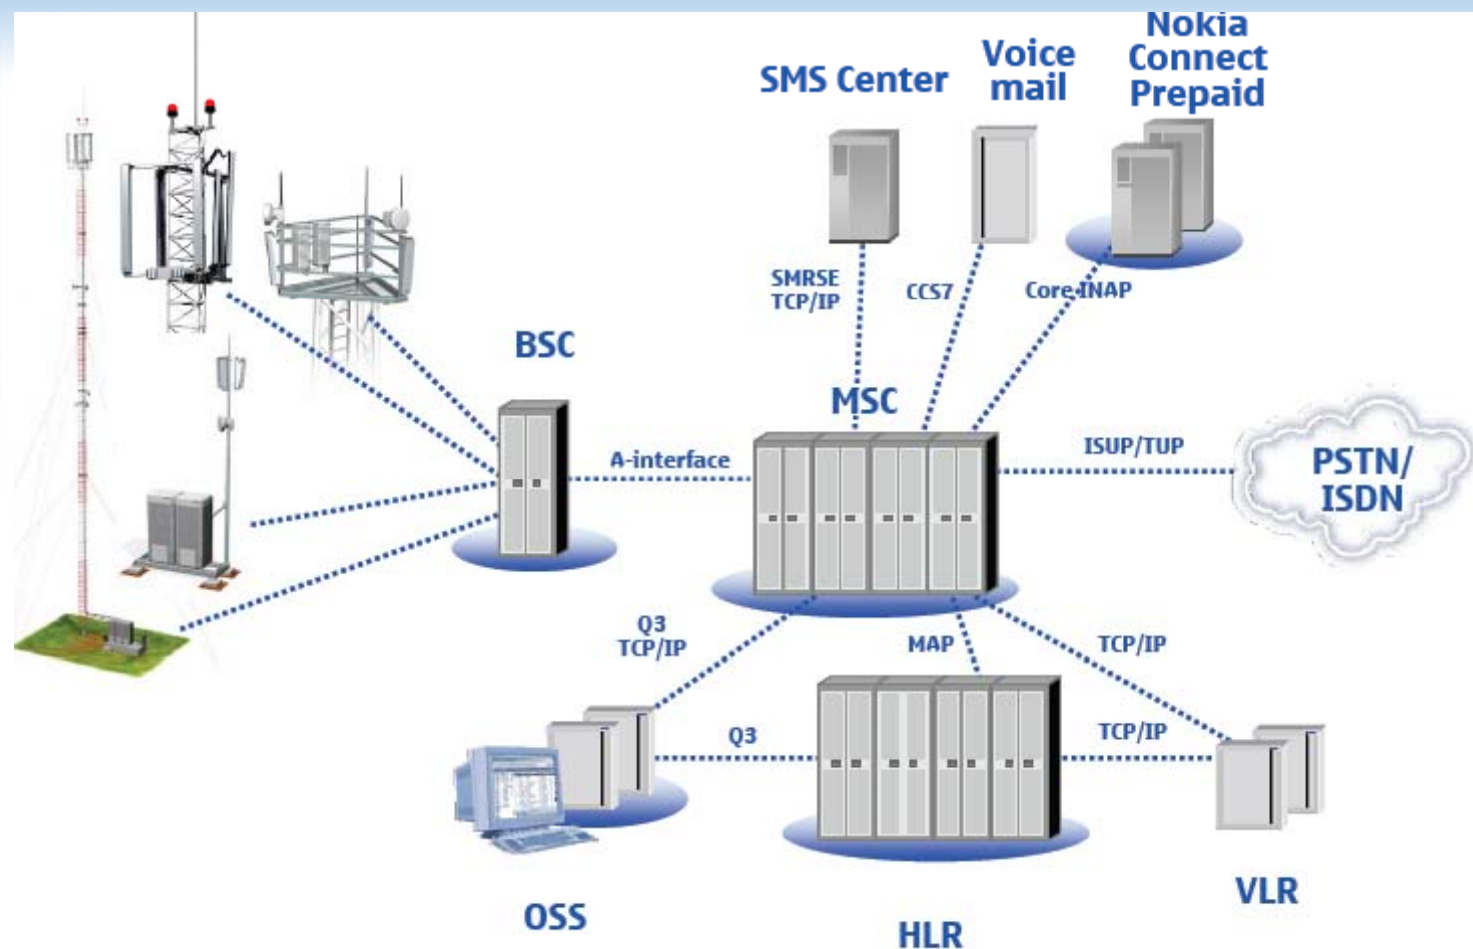 Nokia
Connect
Prepaid
Voice
mail
SMS Center
SMRSE
TCP/IP
CCS7
Core INAP
BSC
MSC
A-interface
ISUP/TUP
PSTN/
ISDN
Q3
TCP/IP
MAP
TCP/IP
Q3
TCP/IP
OSS
HLR
VLR